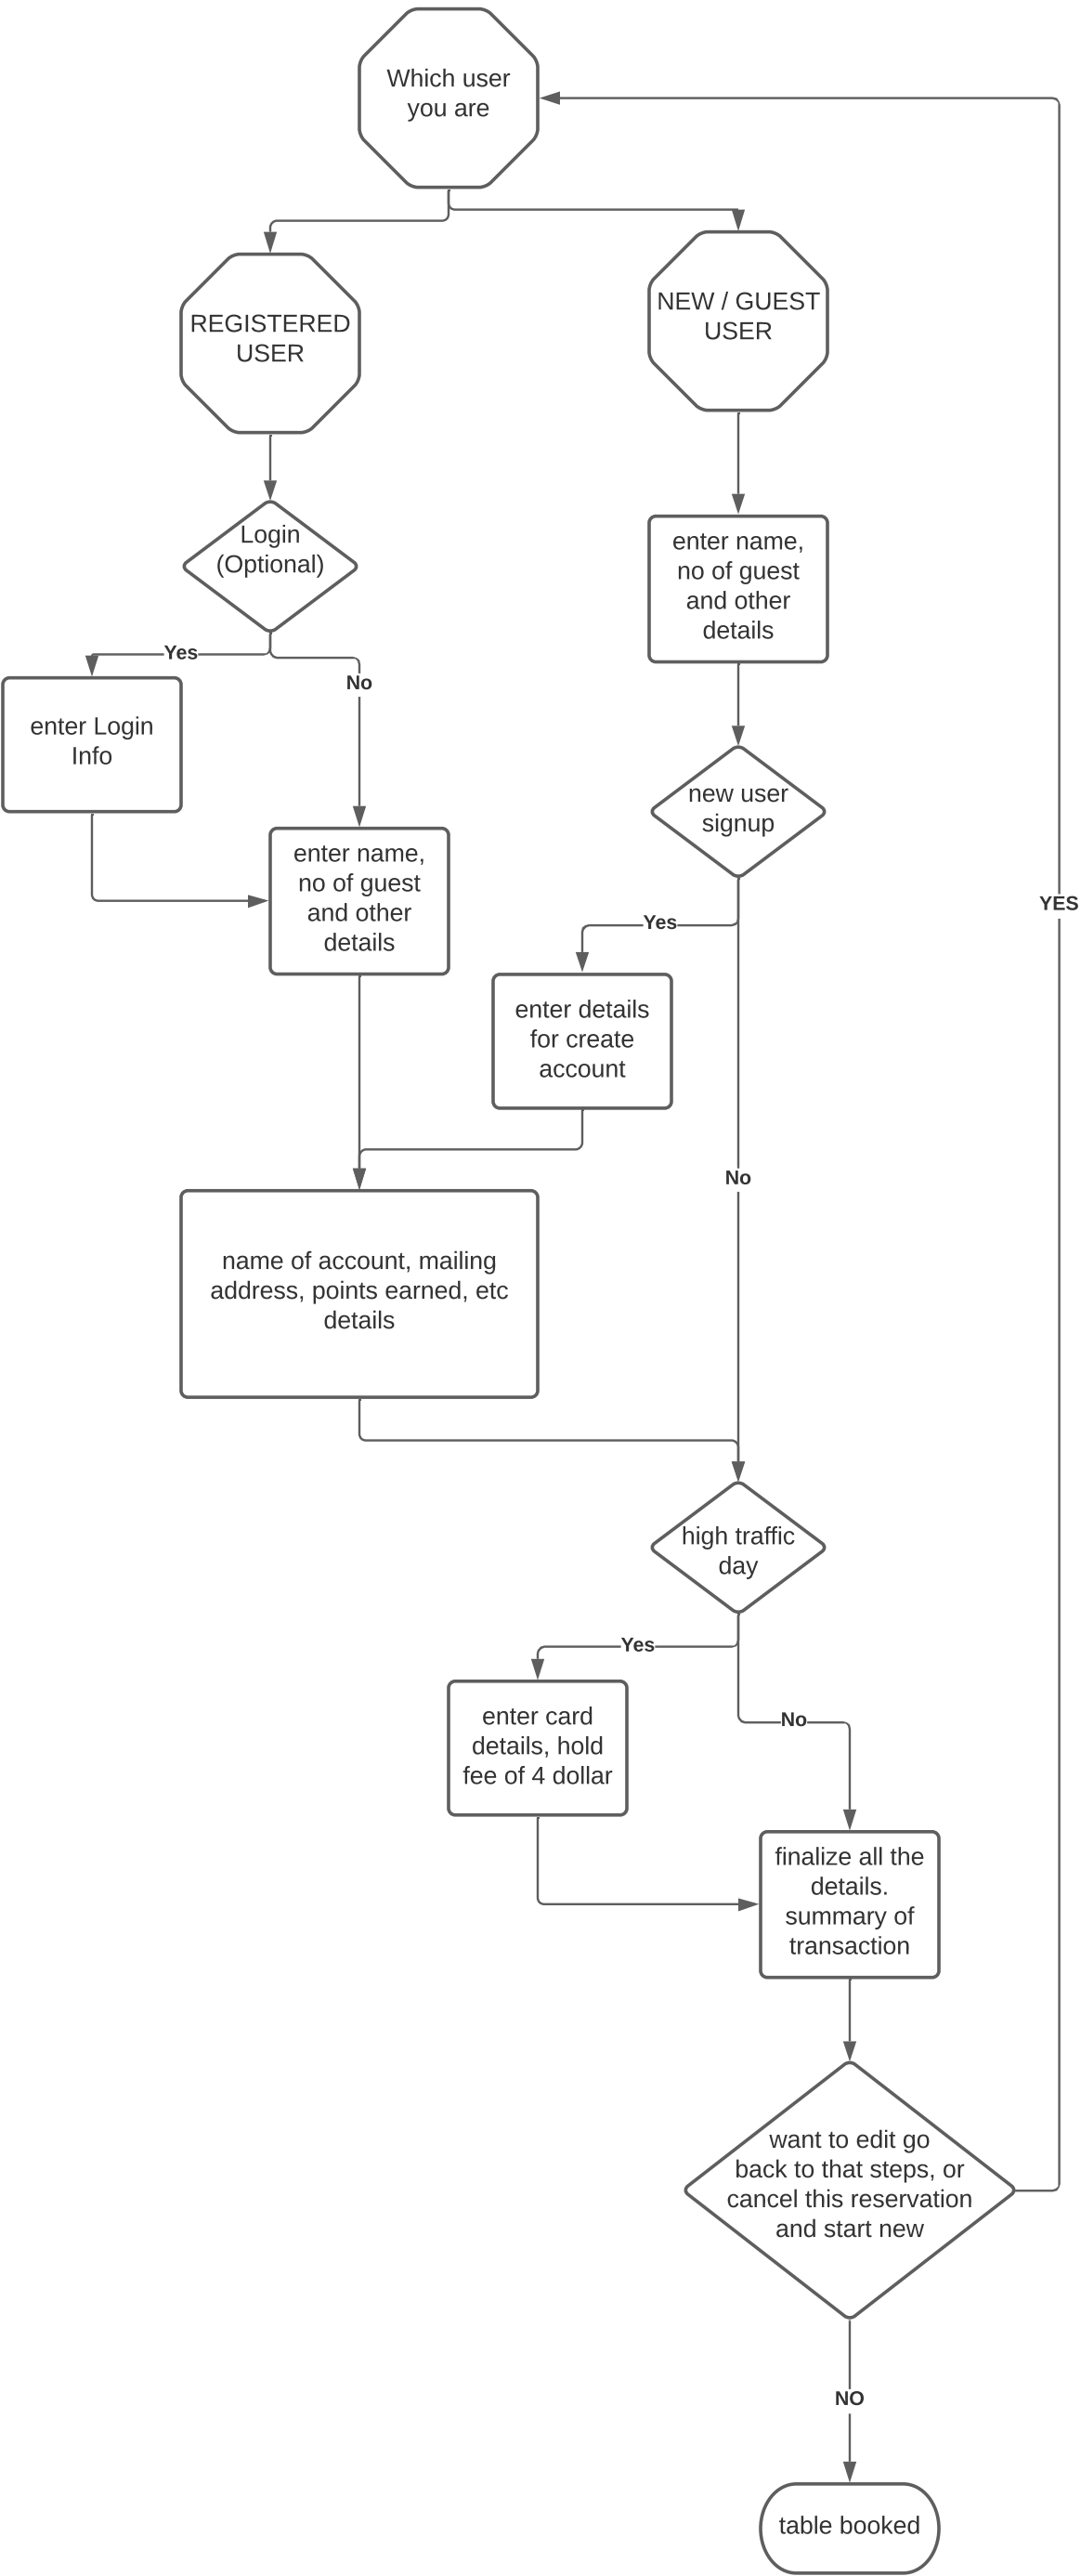 Which user
you are
REGISTERED
USER
NEW / GUEST
USER
Login
(Optional)
enter name,
no of guest
and other
details
Yes
No
enter Login
Info
new user
signup
enter name,
no of guest
and other
details
YES
Yes
enter details
for create
account
No
name of account, mailing
address, points earned, etc
details
high traffic
day
Yes
enter card
details, hold
fee of 4 dollar
No
finalize all the
details.
summary of
transaction
want to edit go
back to that steps, or
cancel this reservation
and start new
NO
table booked